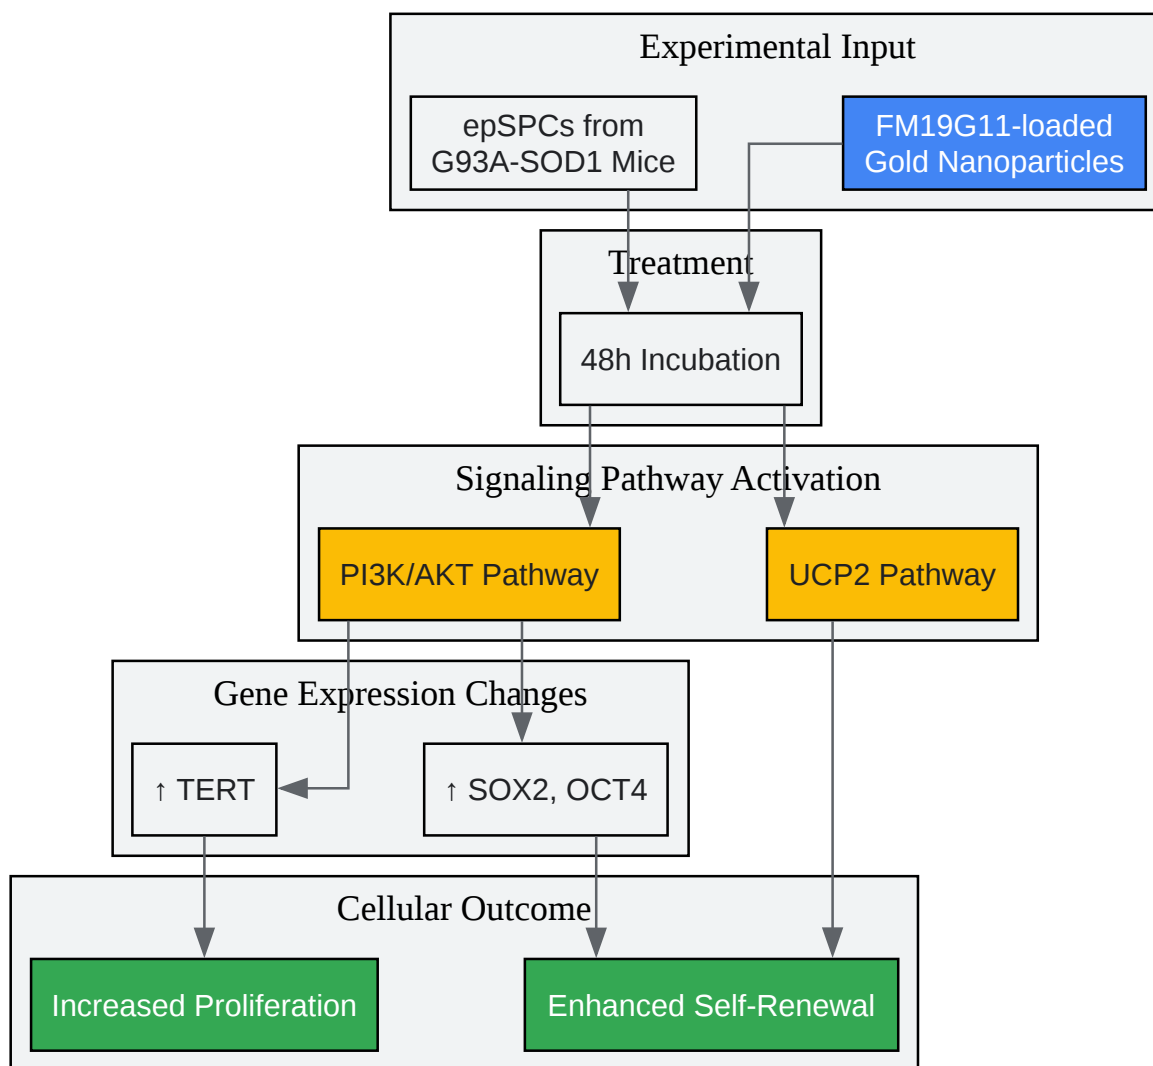 Experimental Input
epSPCs from
G93A-SOD1 Mice
FM19G11-loaded
Gold Nanoparticles
Treatment
48h Incubation
Signaling Pathway Activation
PI3K/AKT Pathway
UCP2 Pathway
Gene Expression Changes
↑ TERT
↑ SOX2, OCT4
Cellular Outcome
Increased Proliferation
Enhanced Self-Renewal